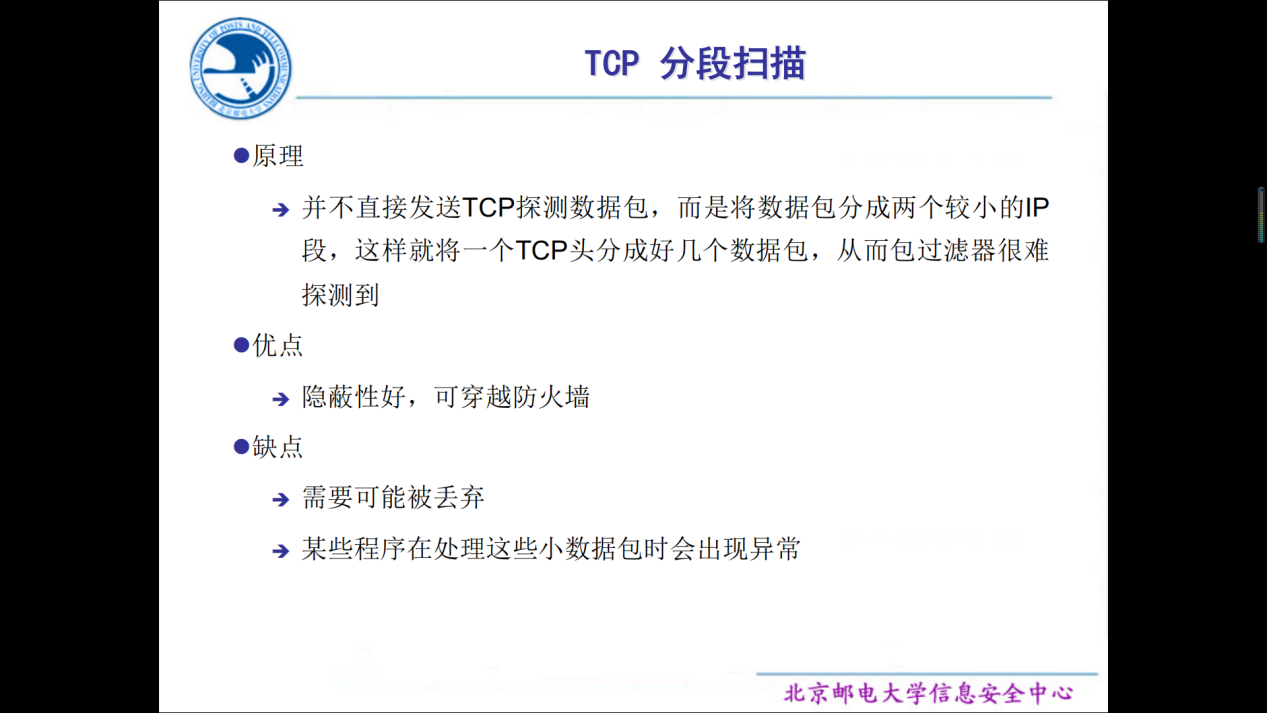 TCP 分段扫描
原理
并不直接发送TCP探测数据包，而是将数据包分成两个较小的IP
段，这样就将一个TCP头分成好几个数据包，从而包过滤器很难
探测到
优点
隐蔽性好，可穿越防火墙
缺点
需要可能被丢弃
某些程序在处理这些小数据包时会出现异常
北京邮电大学信息安全中心